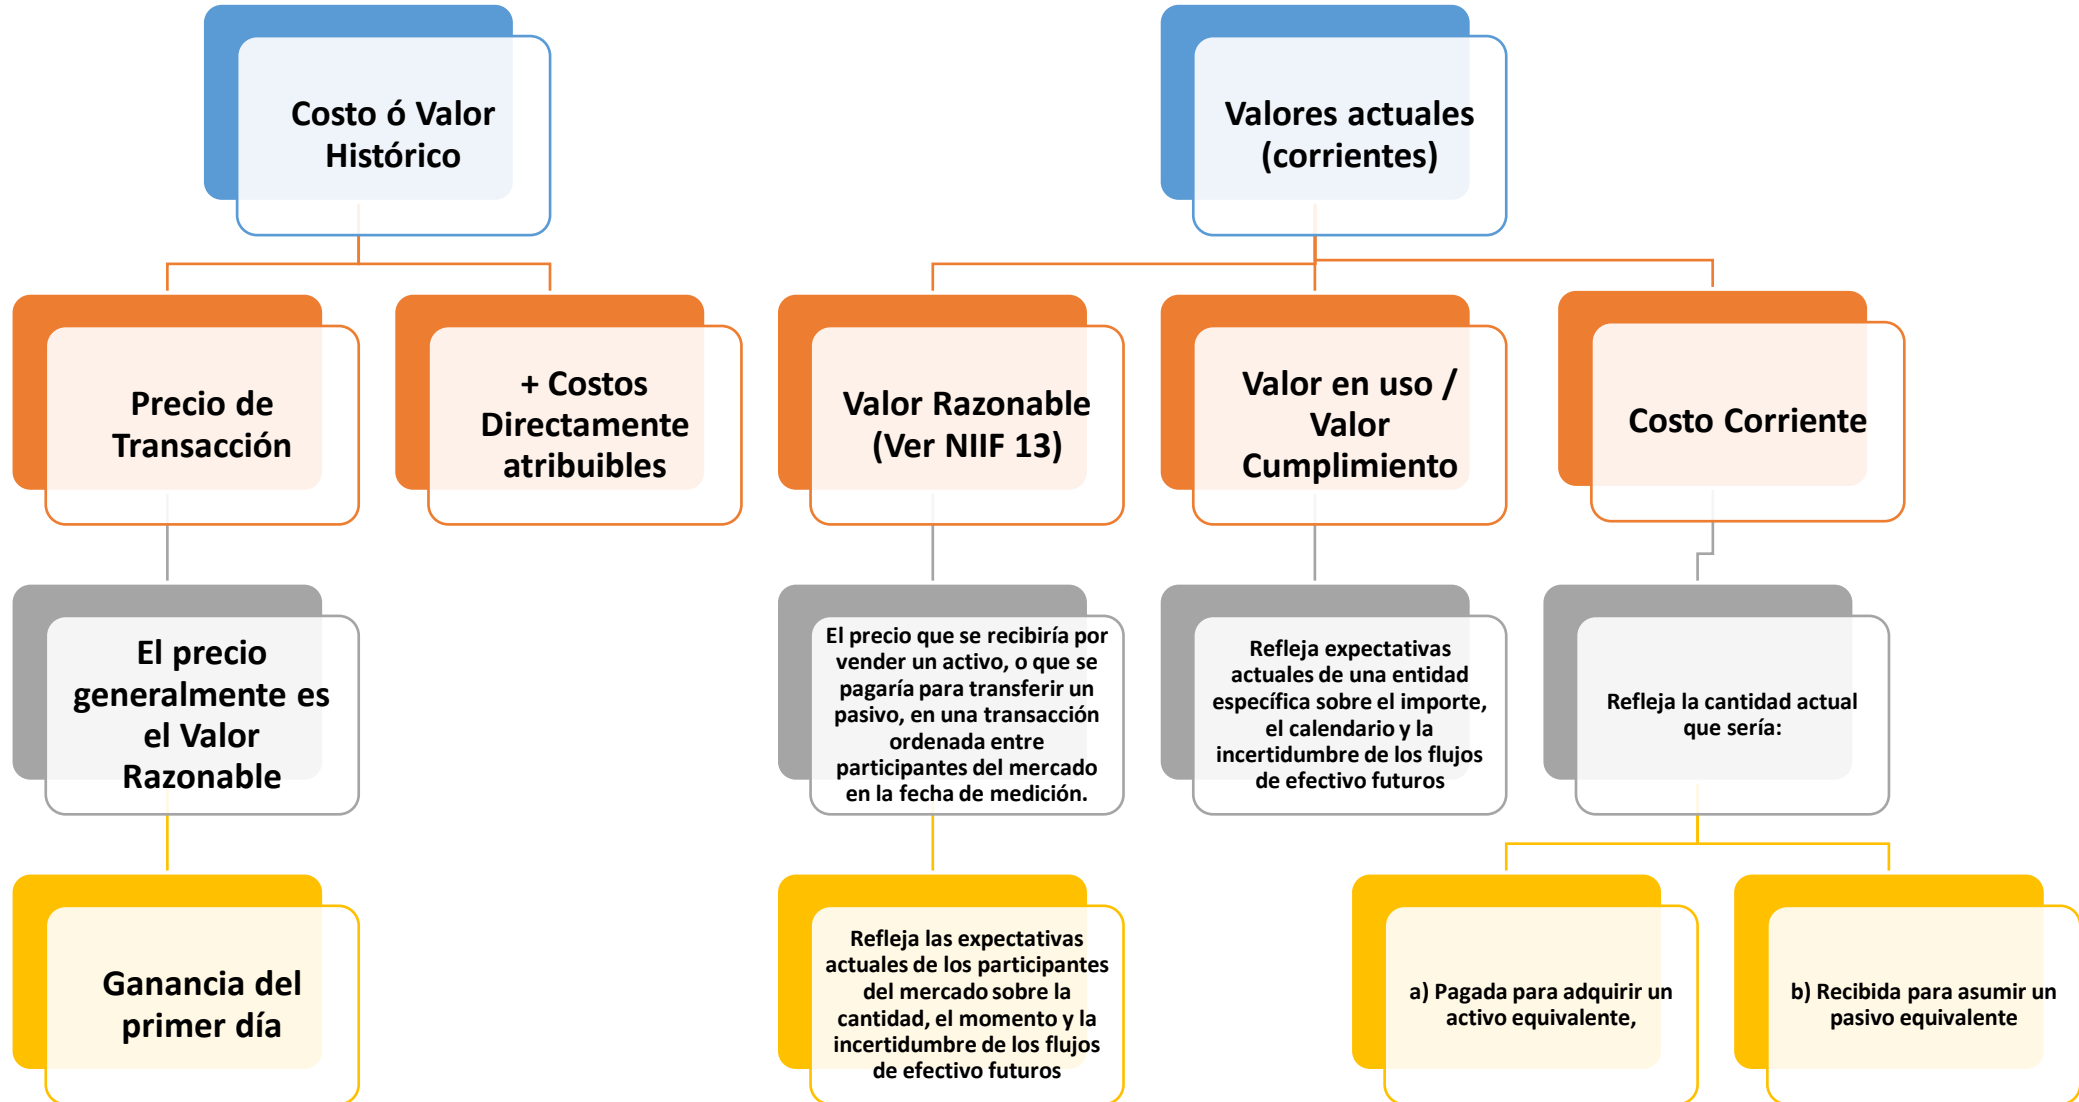 Costo ó Valor
Histórico
Valores actuales
(corrientes)
Precio de
Transacción
+ Costos
Directamente
atribuibles
Valor Razonable
(Ver NIIF 13)
Valor en uso /
Valor
Cumplimiento
Costo Corriente
El precio
generalmente es
el Valor
Razonable
El precio que se recibiría por
vender un activo, o que se
pagaría para transferir un
pasivo, en una transacción
ordenada entre
participantes del mercado
en la fecha de medición.
Refleja expectativas
actuales de una entidad
específica sobre el importe,
el calendario y la
incertidumbre de los flujos
de efectivo futuros
Refleja la cantidad actual
que sería:
Ganancia del
primer día
Refleja las expectativas
actuales de los participantes
del mercado sobre la
cantidad, el momento y la
incertidumbre de los flujos
de efectivo futuros
a) Pagada para adquirir un
activo equivalente,
b) Recibida para asumir un
pasivo equivalente